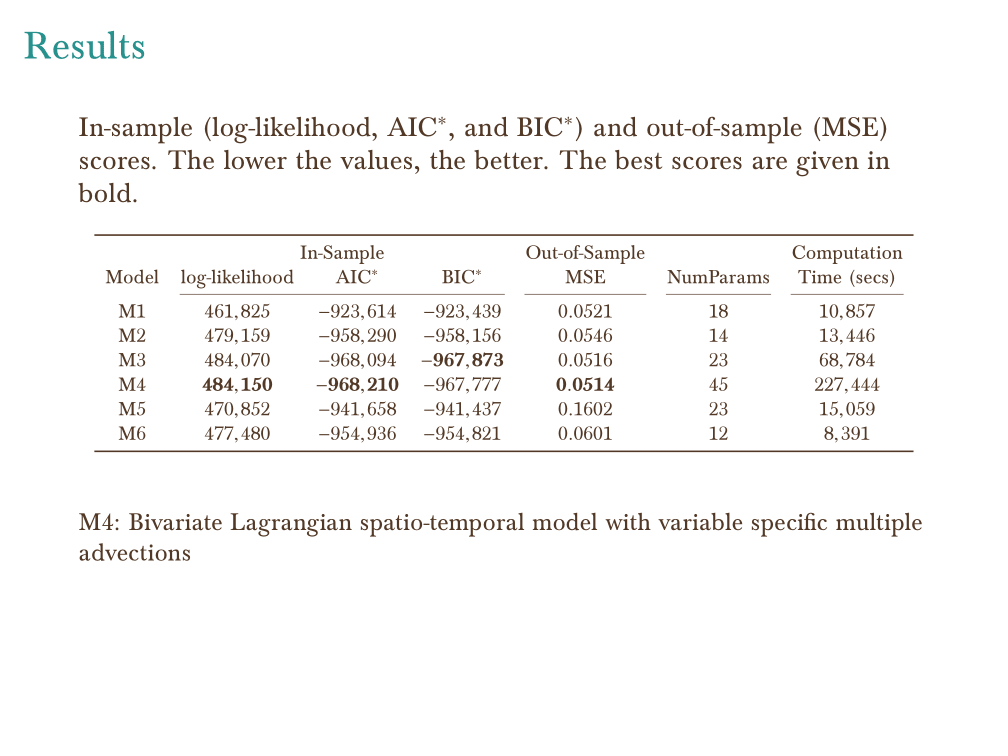 Results
In-sample (log-likelihood, AIC*, and BIC*) and out-of-sample (MSE)
scores. The lower the values, the better. The best scores are given in
bold.
In-Sample Out-of-Sample Computation
Model log-likelihood AIC* BIC* MSE NumParams Time (secs)
M1 461,825 −923,614 −923,439 0.0521 18 10,857
M2 479,159 −958,290 −958,156 0.0546 14 13,446
M3 484,070 −968,094 −967,873 0.0516 23 68,784
M4 484,150 −968,210 −967,777 0.0514 45 227,444
M5 470,852 −941,658 −941,437 0.1602 23 15,059
M6 477,480 −954,936 −954,821 0.0601 12 8,391
M4: Bivariate Lagrangian spatio-temporal model with variable specific multiple
advections